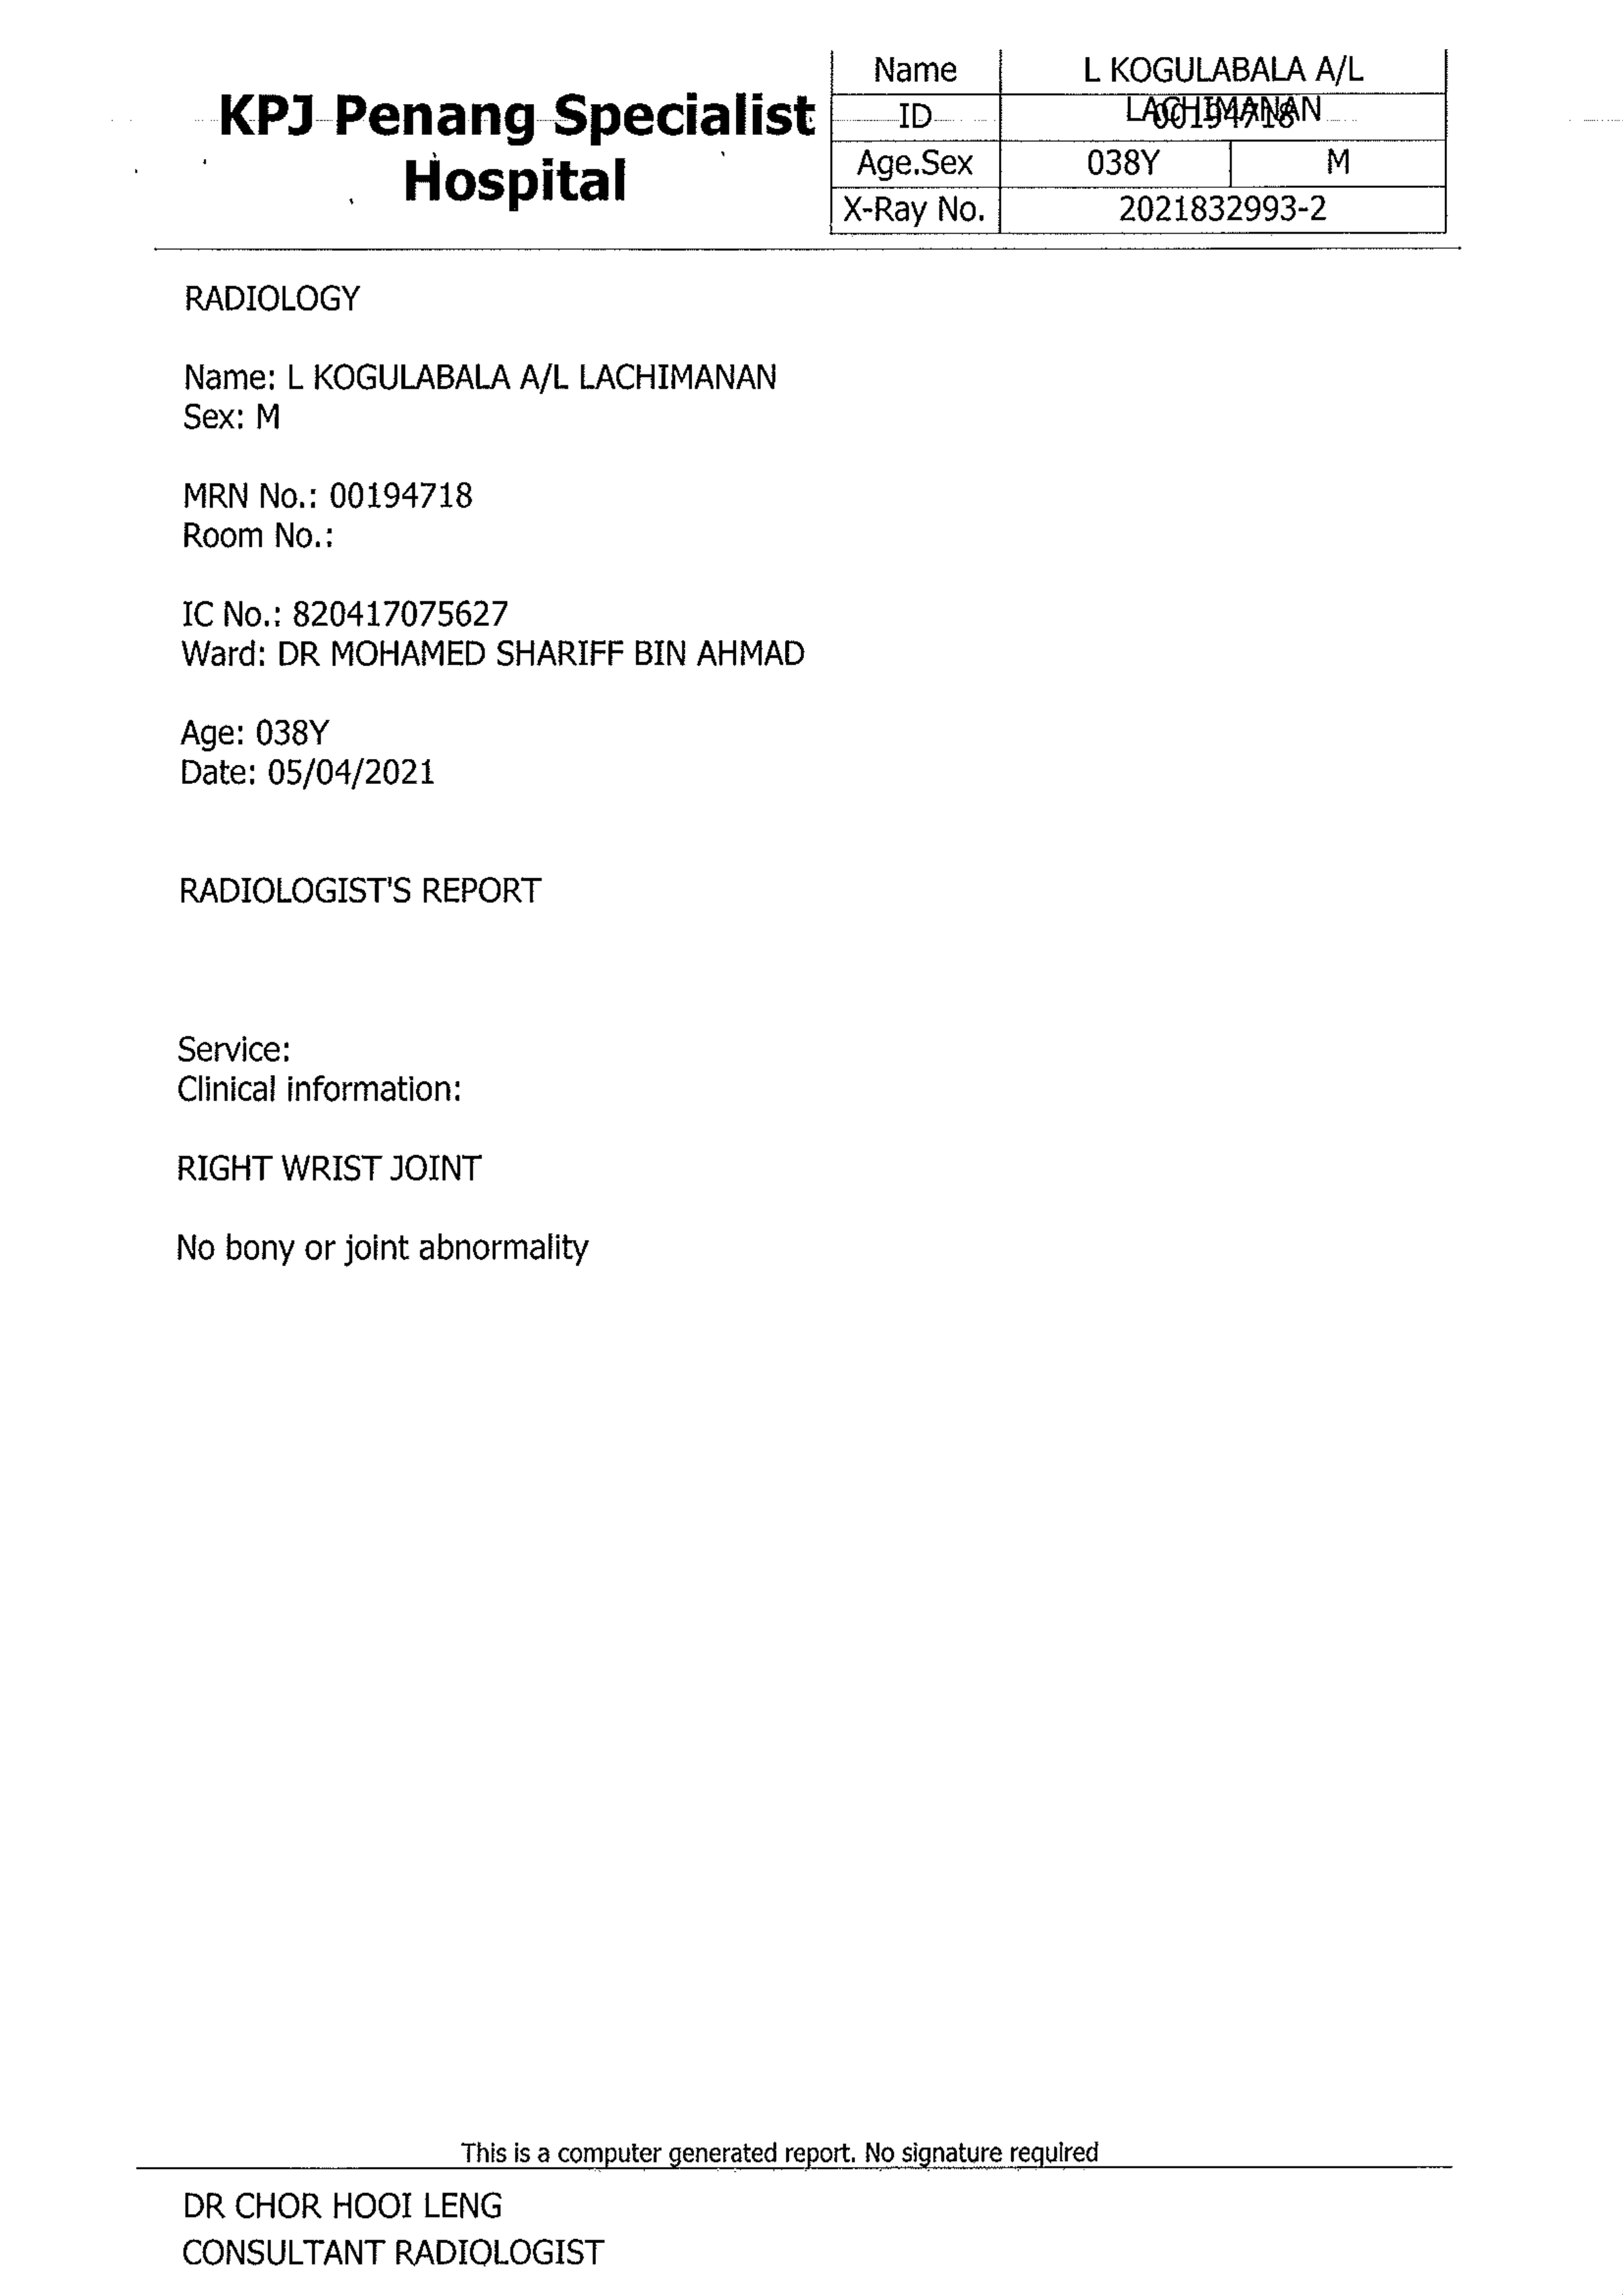 KPJ Penang Specialist
Hospital
Name L KOGULABALA A/L
LACHIMANAN
ID 00194718
Age.Sex 038Y M
X-Ray No. 2021832993-2
RADIOLOGY
Name: L KOGULABALA A/L LACHIMANAN
Sex: M
MRN No.: 00194718
Room No.:
IC No.: 820417075627
Ward: DR MOHAMED SHARIFF BIN AHMAD
Age: 038Y
Date: 05/04/2021
RADIOLOGIST'S REPORT
Service:
Clinical information:
RIGHT WRIST JOINT
No bony or joint abnormality
This is a computer generated report. No signature required
DR CHOR HOOI LENG
CONSULTANT RADIOLOGIST